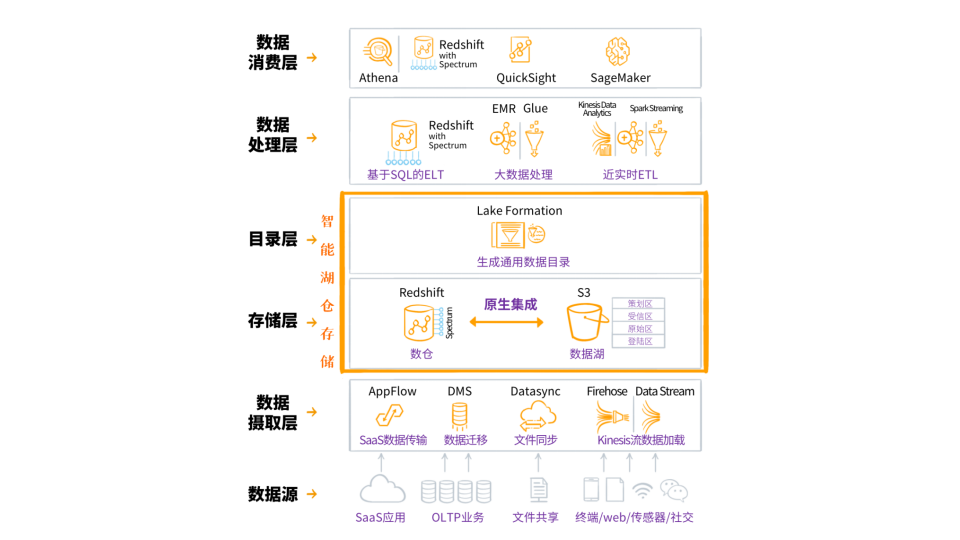 数据
消费层
Athena
Redshift
with
Spectrum
QuickSight
SageMaker
数据
处理层
Redshift
with
Spectrum
基于SQL的ELT
EMR
Glue
大数据处理
Kinesis Data
Analytics
Spark Streaming
近实时ETL
智
能
湖
仓
存
储
目录层
Lake Formation
生成通用数据目录
存储层
Redshift
Spectrum
数仓
原生集成
S3
数据湖
策划区
受信区
原始区
登陆区
数据
摄取层
AppFlow
SaaS数据传输
DMS
数据迁移
Datasync
文件同步
Firehose
Data Stream
Kinesis流数据加载
数据源
SaaS应用
OLTP业务
文件共享
终端/web/传感器/社交